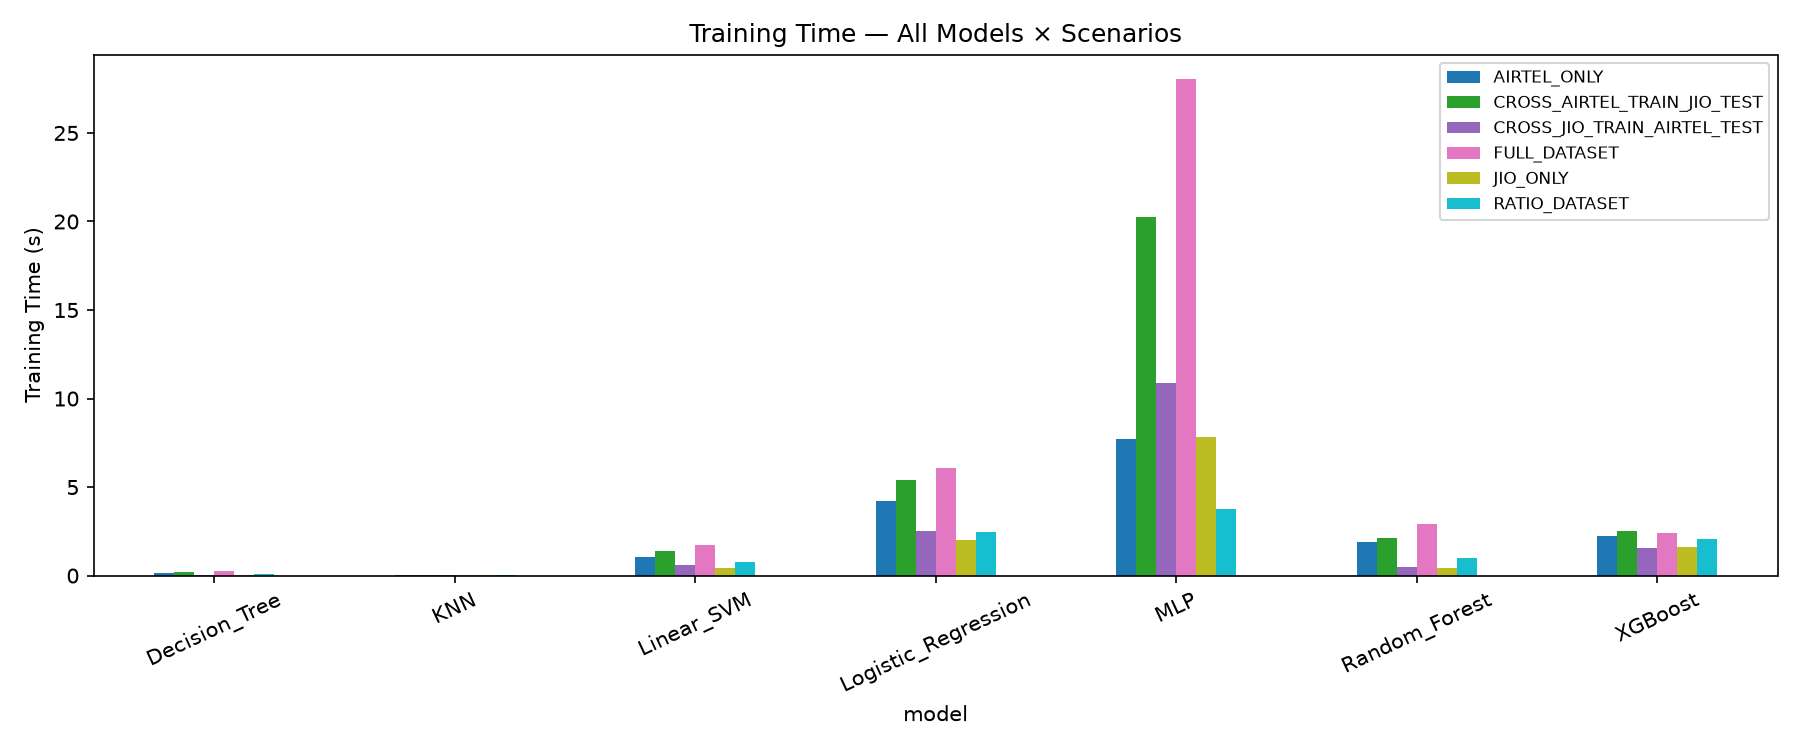 Training Time — All Models × Scenarios
AIRTEL_ONLY
CROSS_AIRTEL_TRAIN_JIO_TEST
CROSS_JIO_TRAIN_AIRTEL_TEST
FULL_DATASET
JIO_ONLY
RATIO_DATASET
Training Time (s)
25
20
15
10
5
0
Decision_Tree
KNN
Linear_SVM
Logistic_Regression
MLP
Random_Forest
XGBoost
model